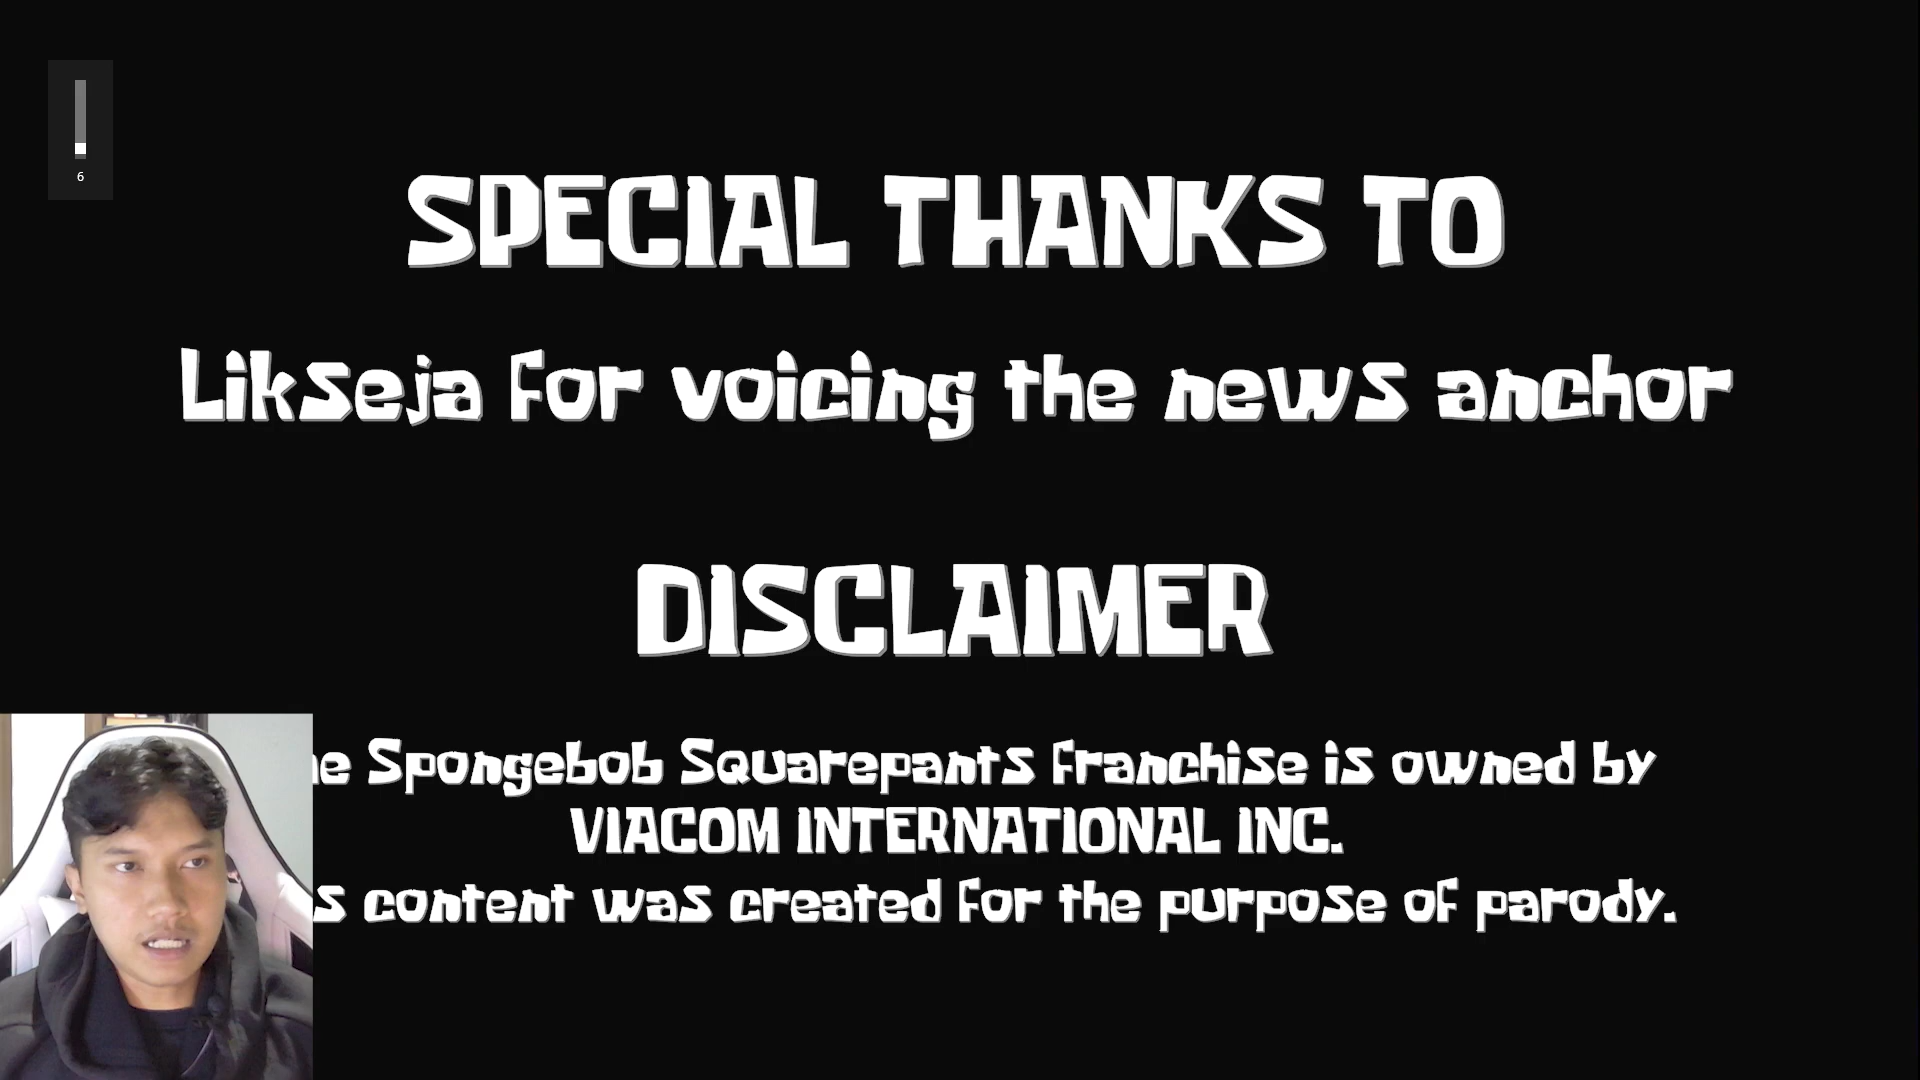 6
SPECIAL THANKS TO
Likseja for voicing the news anchor
DISCLAIMER
Spongebob Squarepants franchise is owned by
VIACOM INTERNATIONAL INC.
content was created for the purpose of parody.